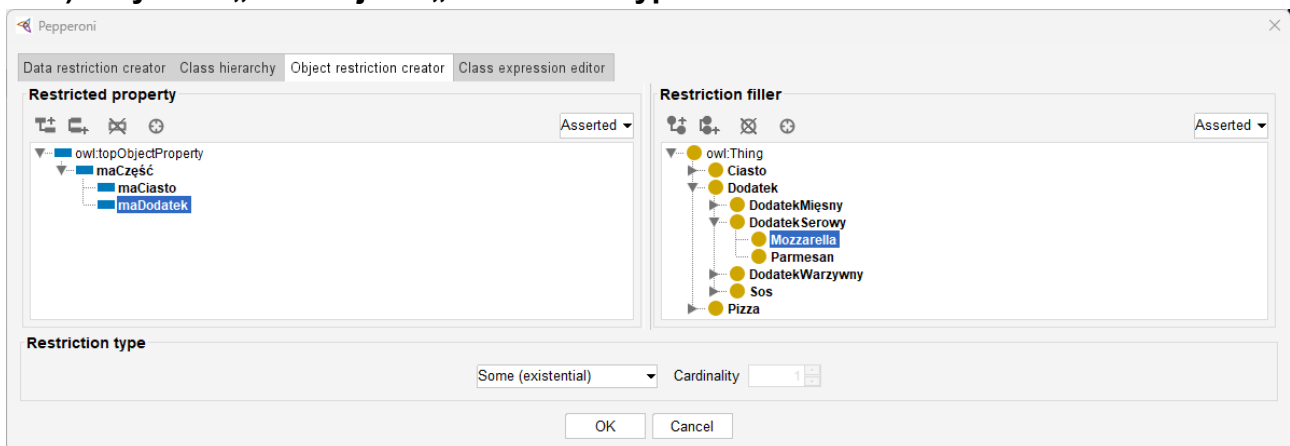 Pepperoni
Data restriction creator Class hierarchy Object restriction creator Class expression editor
Restricted property
Asserted
owl:topObjectProperty
maCzęść
maCiasto
maDodatek
Restriction filler
Asserted
owl:Thing
Ciasto
Dodatek
DodatekMięsny
DodatekSerowy
Mozzarella
Parmesan
DodatekWarzywny
Sos
Pizza
Restriction type
Some (existential) Cardinality 1
OK Cancel